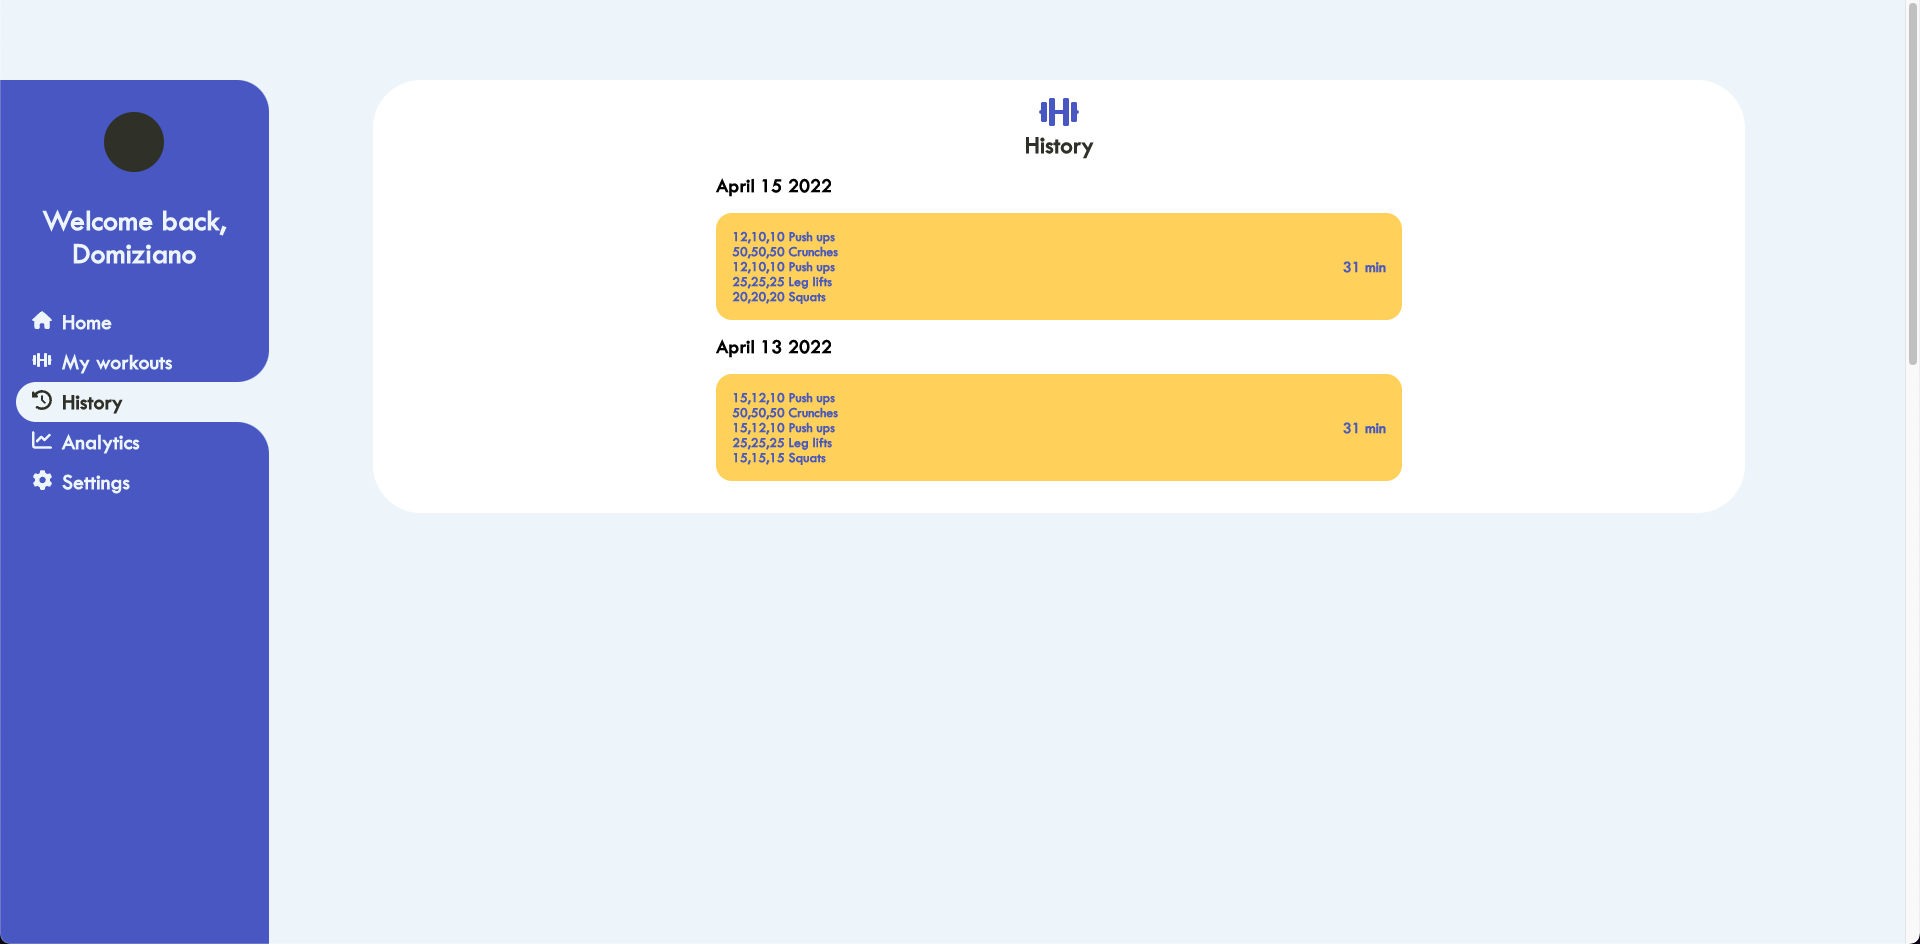 Welcome back,
Domiziano
Home
My workouts
History
Analytics
Settings
History
April 15 2022
12,10,10 Push ups
50,50,50 Crunches
12,10,10 Push ups
25,25,25 Leg lifts
20,20,20 Squats
31 min
April 13 2022
15,12,10 Push ups
50,50,50 Crunches
15,12,10 Push ups
25,25,25 Leg lifts
15,15,15 Squats
31 min